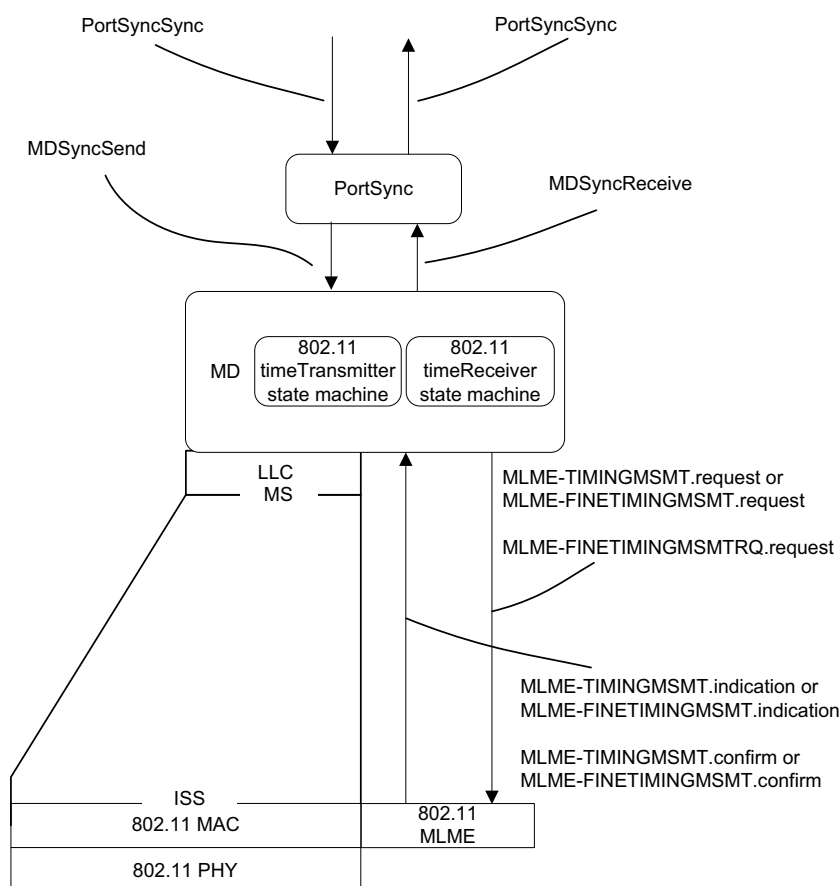 PortSyncSync
PortSyncSync
MDSyncSend
PortSync
MDSyncReceive
MD
802.11
timeTransmitter
state machine
802.11
timeReceiver
state machine
LLC
MS
MLME-TIMINGMSMT.request or
MLME-FINETIMINGMSMT.request
MLME-FINETIMINGMSMTRQ.request
MLME-TIMINGMSMT.indication or
MLME-FINETIMINGMSMT.indication
MLME-TIMINGMSMT.confirm or
MLME-FINETIMINGMSMT.confirm
ISS
802.11 MAC
802.11
MLME
802.11 PHY